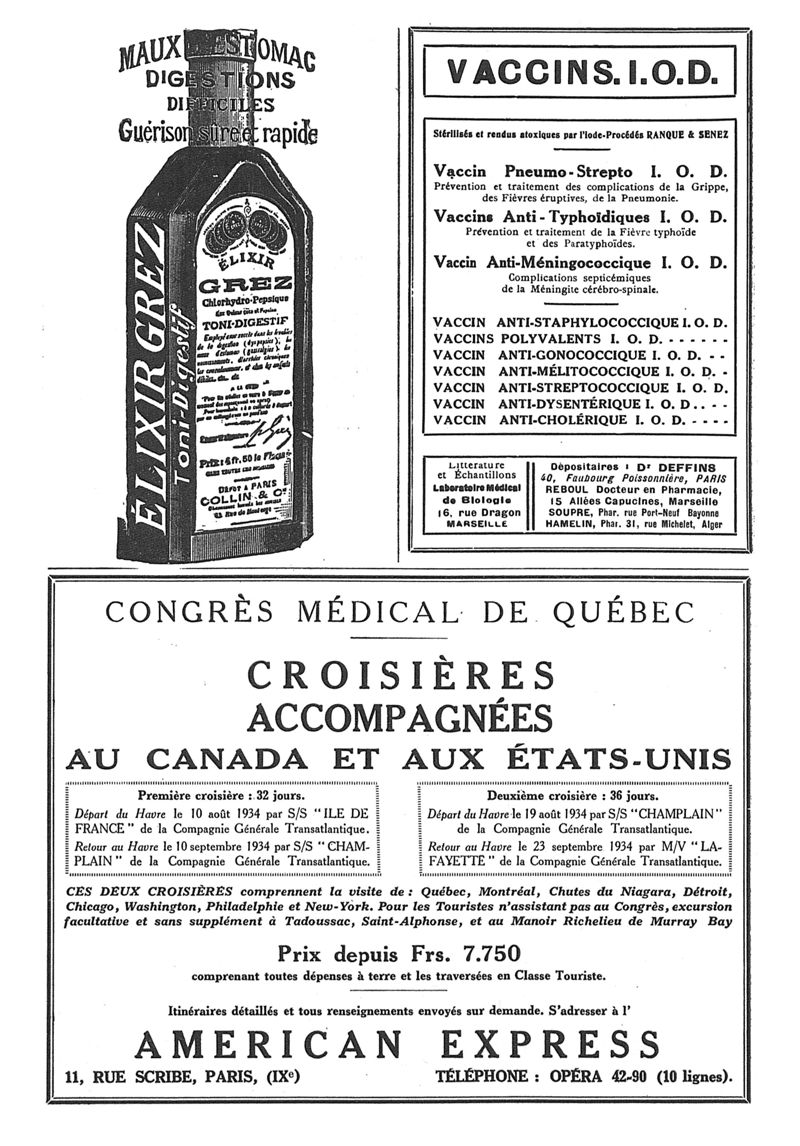 MAUX D'ESTOMAC
DIGESTIONS
DIFFICILES
Guérison sûre et rapide
ÉLIXIR GREZ
Toni-Digestif
ÉLIXIR
GREZ
Chlorhydro-Pepsique
TONI-DIGESTIF
DÉPOT A PARIS
COLLIN & Cie
VACCINS. I.O.D.
Stérilisés et rendus atoxiques par l'Iode-Procédés RANQUE & SENEZ
Vaccin Pneumo-Strepto I. O. D.
Prévention et traitement des complications de la Grippe,
des Fièvres éruptives, de la Pneumonie.
Vaccins Anti-Typhoïdiques I. O. D.
Prévention et traitement de la Fièvre typhoïde
et des Paratyphoïdes.
Vaccin Anti-Méningococcique I. O. D.
Complications septicémiques
de la Méningite cérébro-spinale.
VACCIN ANTI-STAPHYLOCOCCIQUE I. O. D.
VACCINS POLYVALENTS I. O. D. - - - - - -
VACCIN ANTI-GONOCOCCIQUE I. O. D. - -
VACCIN ANTI-MÉLITOCOCCIQUE I. O. D. -
VACCIN ANTI-STREPTOCOCCIQUE I. O. D.
VACCIN ANTI-DYSENTÉRIQUE I. O. D. . - -
VACCIN ANTI-CHOLÉRIQUE I. O. D. - - - -
Littérature
et Échantillons
Laboratoire Médical
de Biologie
16, rue Dragon
MARSEILLE
Dèpositaires : Dr DEFFINS
40, Faubourg Poissonnière, PARIS
REBOUL Docteur en Pharmacie,
15 Allées Capucines, Marseille
SOUPRE, Phar. rue Port-Neuf Bayonne
HAMELIN, Phar. 31, rue Michelet, Alger
CONGRÈS MÉDICAL DE QUÉBEC
CROISIÈRES
ACCOMPAGNÉES
AU CANADA ET AUX ÉTATS-UNIS
Première croisière : 32 jours.
Départ du Havre le 10 août 1934 par S/S "ILE DE
FRANCE" de la Compagnie Générale Transatlantique.
Retour au Havre le 10 septembre 1934 par S/S "CHAM-
PLAIN" de la Compagnie Générale Transatlantique.
Deuxième croisière : 36 jours.
Départ du Havre le 19 août 1934 par S/S "CHAMPLAIN"
de la Compagnie Générale Transatlantique.
Retour au Havre le 23 septembre 1934 par M/V "LA-
FAYETTE" de la Compagnie Générale Transatlantique.
CES DEUX CROISIÈRES comprennent la visite de : Québec, Montréal, Chutes du Niagara, Détroit,
Chicago, Washington, Philadelphie et New-York. Pour les Touristes n'assistant pas au Congrès, excursion
facultative et sans supplément à Tadoussac, Saint-Alphonse, et au Manoir Richelieu de Murray Bay
Prix depuis Frs. 7.750
comprenant toutes dépenses à terre et les traversées en Classe Touriste.
Itinéraires détaillés et tous renseignements envoyés sur demande. S'adresser à l'
AMERICAN EXPRESS
11, RUE SCRIBE, PARIS, (IXe)
TÉLÉPHONE : OPÉRA 42-90 (10 lignes).